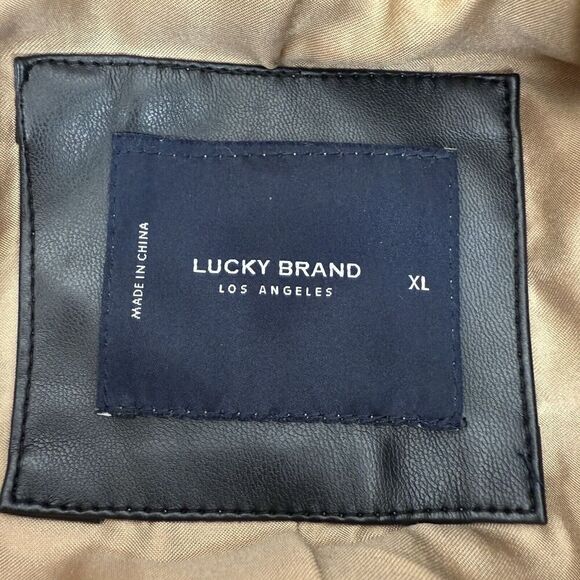 MADE IN CHINA
LUCKY BRAND
LOS ANGELES
XL